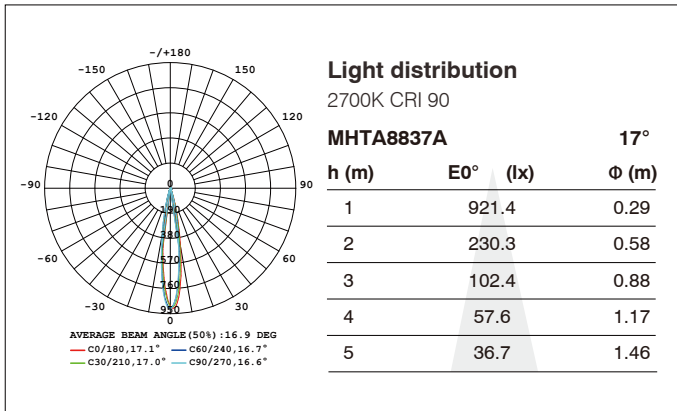 -/+180
-150 150
-120 120
-90 0 90
190
380
-60 570 60
760
-30 950 30
0
AVERAGE BEAM ANGLE(50%):16.9 DEG
C0/180,17.1° C60/240,16.7°
C30/210,17.0° C90/270,16.6°
Light distribution
2700K CRI 90
MHTA8837A 17°
h (m) E0° (lx) Φ (m)
1 921.4 0.29
2 230.3 0.58
3 102.4 0.88
4 57.6 1.17
5 36.7 1.46